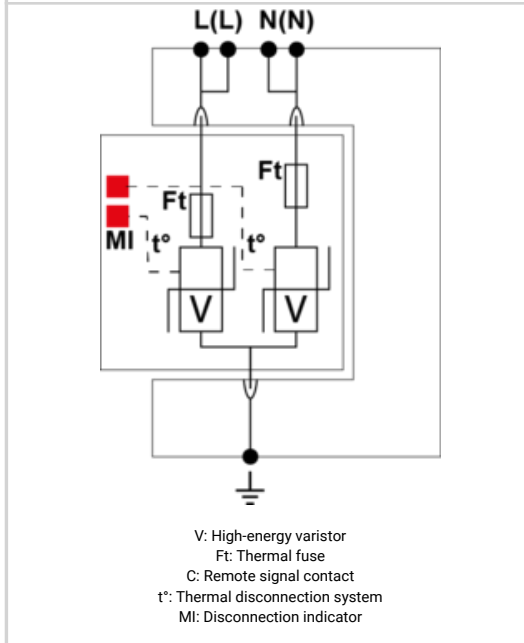 L(L) N(N)
Ft
Ft
MI
t°
t°
V
V
V: High-energy varistor
Ft: Thermal fuse
C: Remote signal contact
t°: Thermal disconnection system
MI: Disconnection indicator